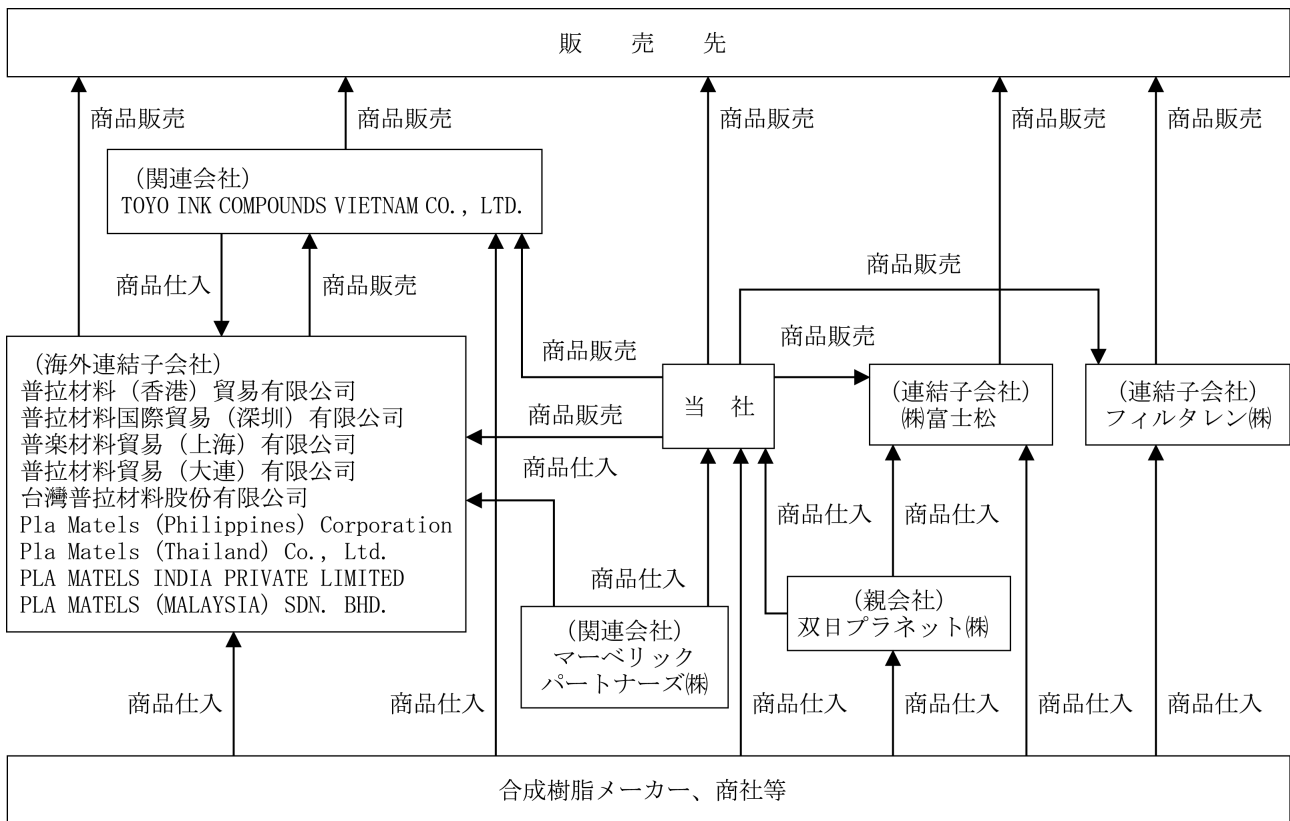 販 売 先
商品販売
商品販売
商品販売
商品販売
商品販売
(関連会社)
TOYO INK COMPOUNDS VIETNAM CO., LTD.
商品仕入
商品販売
商品販売
商品販売
商品販売
(海外連結子会社)
普拉材料(香港)貿易有限公司
普拉材料国際貿易(深圳)有限公司
普楽材料貿易(上海)有限公司
普拉材料貿易(大連)有限公司
台灣普拉材料股份有限公司
Pla Matels (Philippines) Corporation
Pla Matels (Thailand) Co., Ltd.
PLA MATELS INDIA PRIVATE LIMITED
PLA MATELS (MALAYSIA) SDN. BHD.
当 社
(連結子会社)
㈱富士松
(連結子会社)
フィルタレン㈱
商品販売
商品仕入
商品仕入
商品仕入
商品仕入
(関連会社)
マーベリック
パートナーズ㈱
(親会社)
双日プラネット㈱
商品仕入
商品仕入
商品仕入
商品仕入
商品仕入
商品仕入
合成樹脂メーカー、商社等